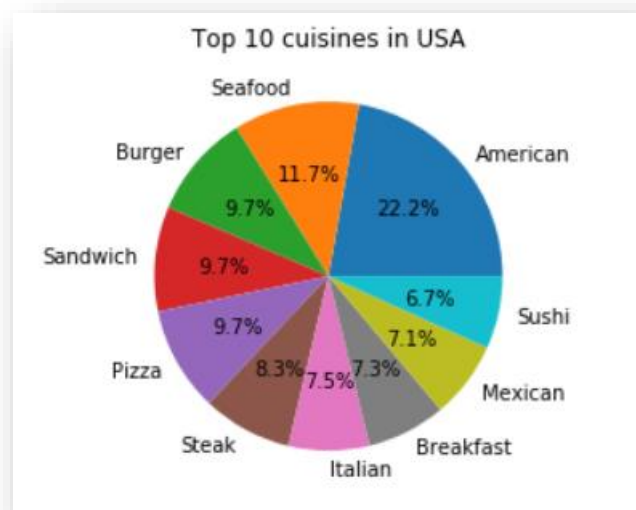 Top 10 cuisines in USA
Seafood
Burger
American
11.7%
9.7%
22.2%
Sandwich
9.7%
6.7%
Sushi
9.7%
7.1%
Pizza
8.3%
7.5%
7.3%
Mexican
Steak
Breakfast
Italian